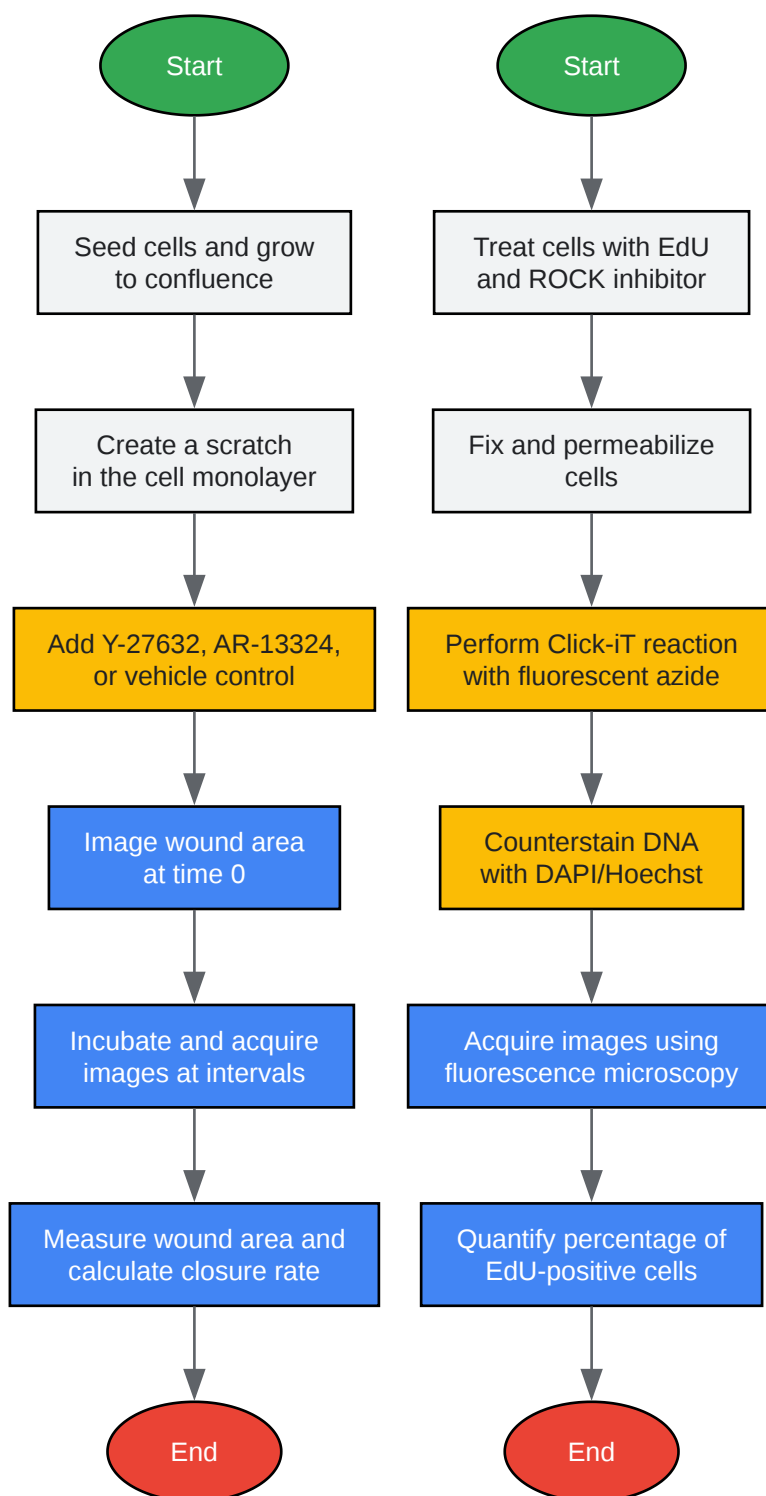 Start
Seed cells and grow
to confluence
Create a scratch
in the cell monolayer
Add Y-27632, AR-13324,
or vehicle control
Image wound area
at time 0
Incubate and acquire
images at intervals
Measure wound area and
calculate closure rate
End
Start
Treat cells with EdU
and ROCK inhibitor
Fix and permeabilize
cells
Perform Click-iT reaction
with fluorescent azide
Counterstain DNA
with DAPI/Hoechst
Acquire images using
fluorescence microscopy
Quantify percentage of
EdU-positive cells
End